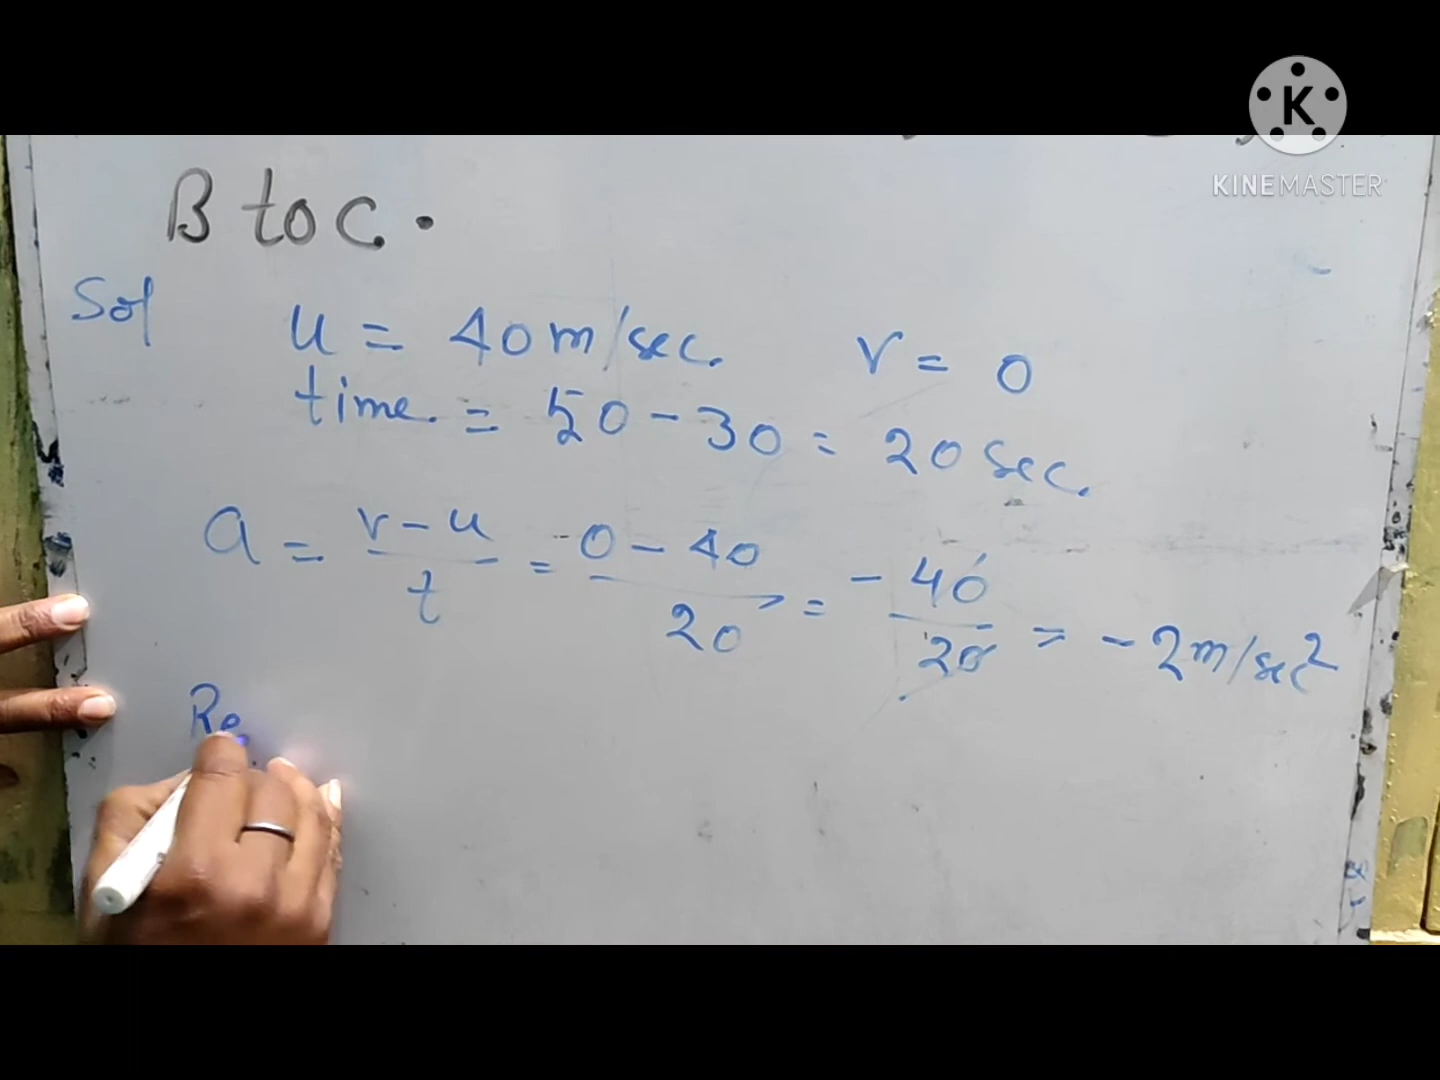 K
KINEMASTER
B to C.
Sol
u = 40 m/sec. v = 0
time = 50 - 30 = 20 sec.
a = v - u / t = 0 - 40 / 20 = - 40 / 20 = - 2 m/sec²
Re